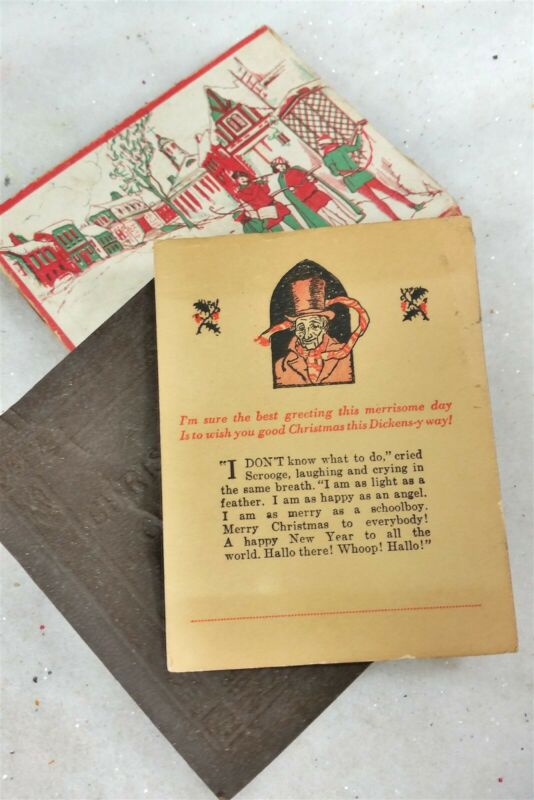 I'm sure the best greeting this merrisome day
Is to wish you good Christmas this Dickens-y way!
"I DON'T know what to do," cried
Scrooge, laughing and crying in
the same breath. "I am as light as a
feather. I am as happy as an angel.
I am as merry as a schoolboy.
Merry Christmas to everybody!
A happy New Year to all the
world. Hallo there! Whoop! Hallo!"